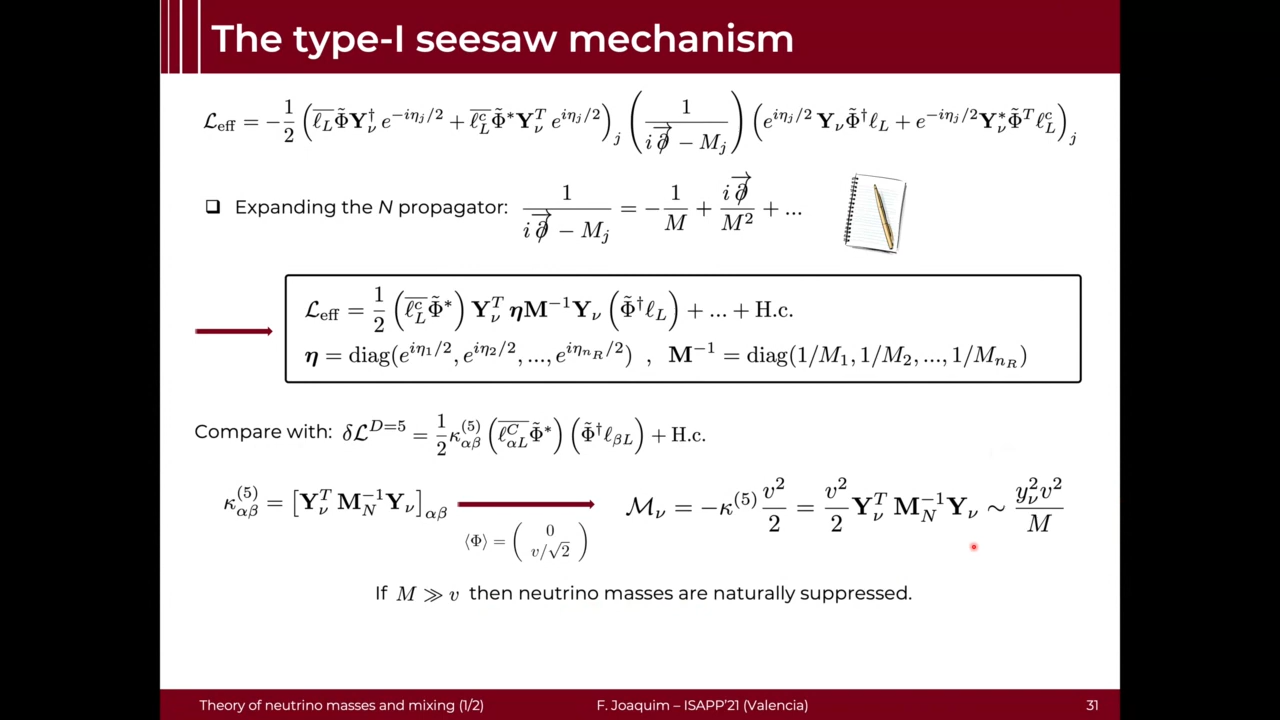 The type-I seesaw mechanism
$\mathcal{L}_{\text{eff}} = -\frac{1}{2} \left( \overline{\ell_L} \tilde{\Phi} \mathbf{Y}_\nu^\dagger \, e^{-i\eta_j/2} + \overline{\ell_L^c} \tilde{\Phi}^* \mathbf{Y}_\nu^T \, e^{i\eta_j/2} \right)_j \left( \frac{1}{i\overrightarrow{\not\partial} - M_j} \right) \left( e^{i\eta_j/2} \, \mathbf{Y}_\nu \tilde{\Phi}^\dagger \ell_L + e^{-i\eta_j/2} \mathbf{Y}_\nu^* \tilde{\Phi}^T \ell_L^c \right)_j$
❑ Expanding the N propagator: $\frac{1}{i\overrightarrow{\not\partial} - M_j} = -\frac{1}{M} + \frac{i\overrightarrow{\not\partial}}{M^2} + ...$
$\mathcal{L}_{\text{eff}} = \frac{1}{2} \left( \overline{\ell_L^c} \tilde{\Phi}^* \right) \mathbf{Y}_\nu^T \, \boldsymbol{\eta} \mathbf{M}^{-1} \mathbf{Y}_\nu \left( \tilde{\Phi}^\dagger \ell_L \right) + ... + \text{H.c.}$
$\boldsymbol{\eta} = \text{diag}(e^{i\eta_1/2}, e^{i\eta_2/2}, ..., e^{i\eta_{n_R}/2}) \;\; , \;\; \mathbf{M}^{-1} = \text{diag}(1/M_1, 1/M_2, ..., 1/M_{n_R})$
Compare with: $\delta\mathcal{L}^{D=5} = \frac{1}{2} \kappa_{\alpha\beta}^{(5)} \left( \overline{\ell_{\alpha L}^C} \tilde{\Phi}^* \right) \left( \tilde{\Phi}^\dagger \ell_{\beta L} \right) + \text{H.c.}$
$\kappa_{\alpha\beta}^{(5)} = \left[ \mathbf{Y}_\nu^T \, \mathbf{M}_N^{-1} \mathbf{Y}_\nu \right]_{\alpha\beta}$ $\mathcal{M}_\nu = -\kappa^{(5)} \frac{v^2}{2} = \frac{v^2}{2} \mathbf{Y}_\nu^T \, \mathbf{M}_N^{-1} \mathbf{Y}_\nu \sim \frac{y_\nu^2 v^2}{M}$
$\langle \Phi \rangle = \begin{pmatrix} 0 \\ v/\sqrt{2} \end{pmatrix}$
If $M \gg v$ then neutrino masses are naturally suppressed.
Theory of neutrino masses and mixing (1/2) F. Joaquim – ISAPP'21 (Valencia) 31